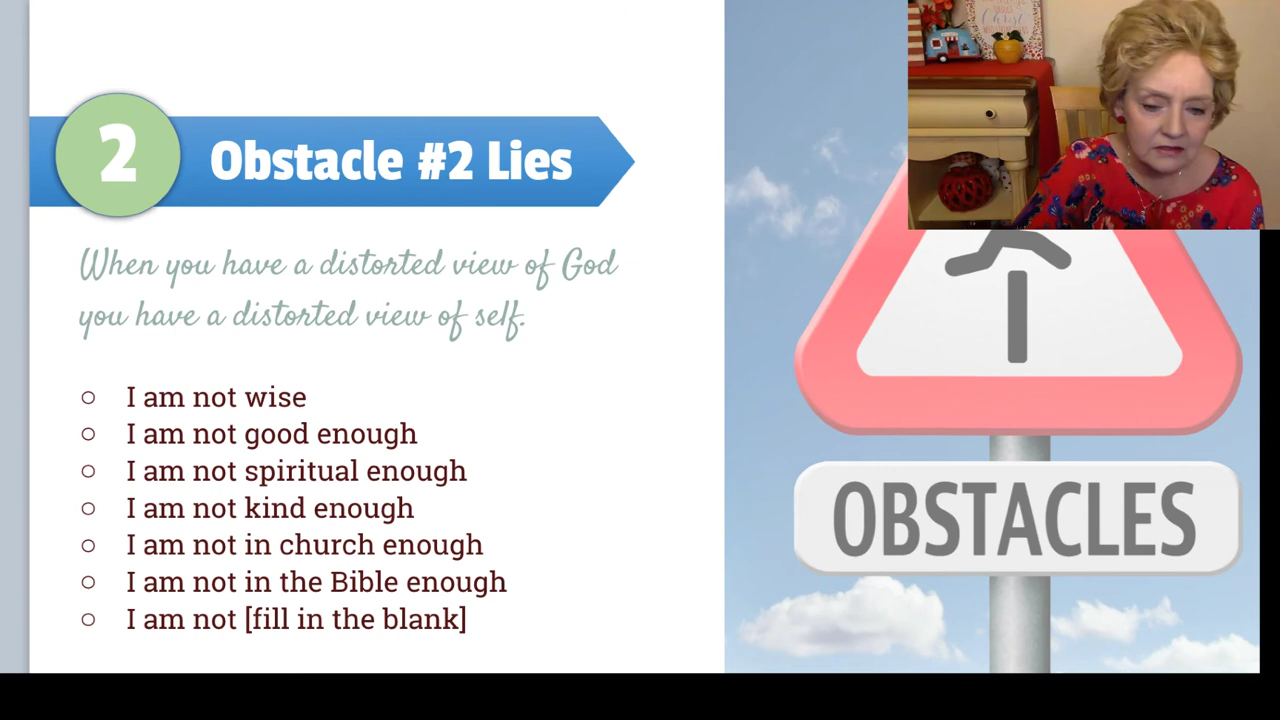 2
Obstacle #2 Lies
When you have a distorted view of God
you have a distorted view of self.
I am not wise
I am not good enough
I am not spiritual enough
I am not kind enough
I am not in church enough
I am not in the Bible enough
I am not [fill in the blank]
Christ
OBSTACLES